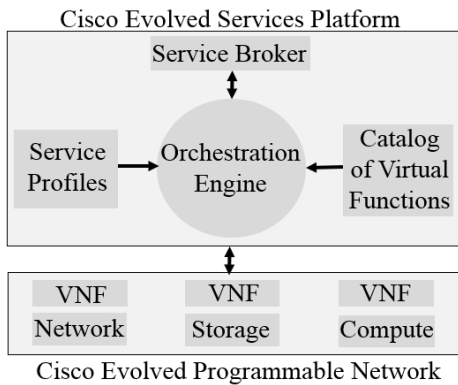 Cisco Evolved Services Platform
Service Broker
Service
Profiles
Orchestration
Engine
Catalog
of Virtual
Functions
VNF VNF VNF
Network Storage Compute
Cisco Evolved Programmable Network